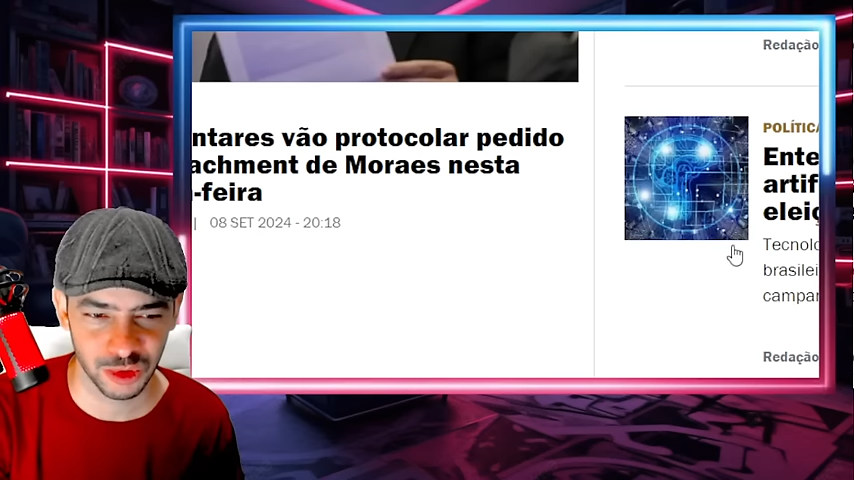 ntares vão protocolar pedido
achment de Moraes nesta
-feira
| 08 SET 2024 - 20:18
Redação
POLÍTICA
Ente
artif
eleiç
Tecnolo
brasilei
campan
Redação